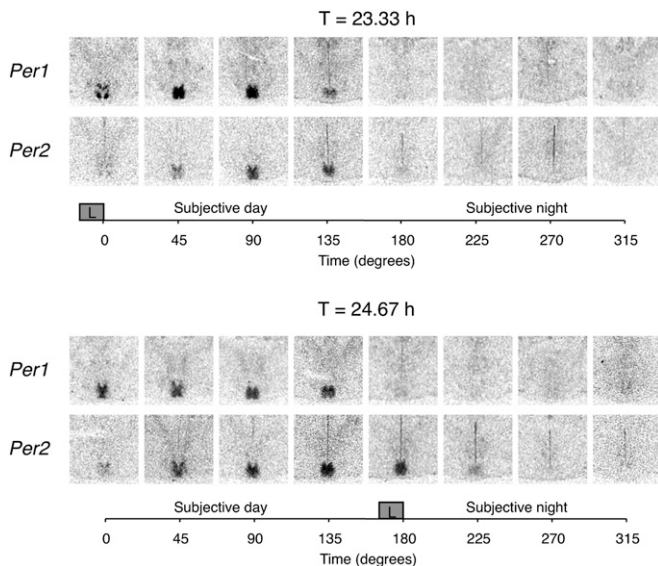 T = 23.33 h
Per1
Per2
L
Subjective day
Subjective night
0 45 90 135 180 225 270 315
Time (degrees)
T = 24.67 h
Per1
Per2
Subjective day
L
Subjective night
0 45 90 135 180 225 270 315
Time (degrees)